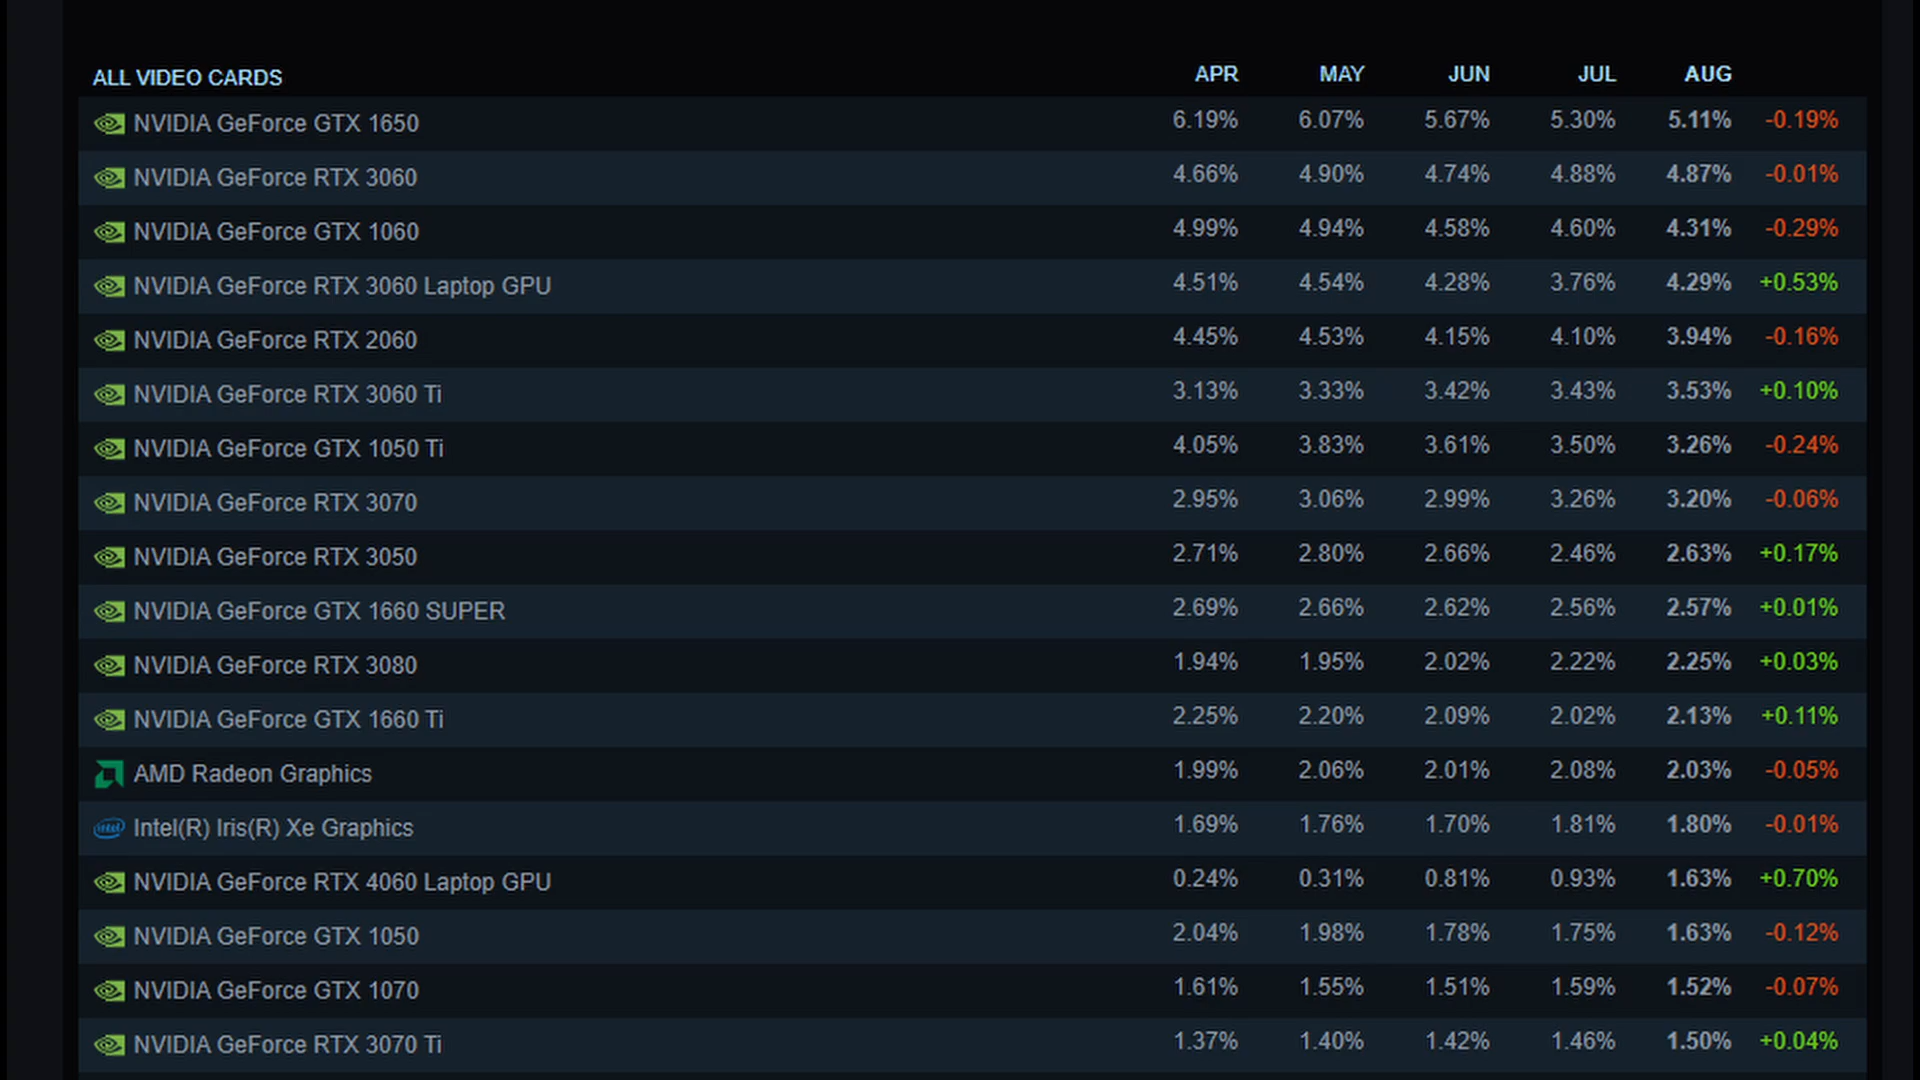 ALL VIDEO CARDS APR MAY JUN JUL AUG
NVIDIA GeForce GTX 1650 6.19% 6.07% 5.67% 5.30% 5.11% -0.19%
NVIDIA GeForce RTX 3060 4.66% 4.90% 4.74% 4.88% 4.87% -0.01%
NVIDIA GeForce GTX 1060 4.99% 4.94% 4.58% 4.60% 4.31% -0.29%
NVIDIA GeForce RTX 3060 Laptop GPU 4.51% 4.54% 4.28% 3.76% 4.29% +0.53%
NVIDIA GeForce RTX 2060 4.45% 4.53% 4.15% 4.10% 3.94% -0.16%
NVIDIA GeForce RTX 3060 Ti 3.13% 3.33% 3.42% 3.43% 3.53% +0.10%
NVIDIA GeForce GTX 1050 Ti 4.05% 3.83% 3.61% 3.50% 3.26% -0.24%
NVIDIA GeForce RTX 3070 2.95% 3.06% 2.99% 3.26% 3.20% -0.06%
NVIDIA GeForce RTX 3050 2.71% 2.80% 2.66% 2.46% 2.63% +0.17%
NVIDIA GeForce GTX 1660 SUPER 2.69% 2.66% 2.62% 2.56% 2.57% +0.01%
NVIDIA GeForce RTX 3080 1.94% 1.95% 2.02% 2.22% 2.25% +0.03%
NVIDIA GeForce GTX 1660 Ti 2.25% 2.20% 2.09% 2.02% 2.13% +0.11%
AMD Radeon Graphics 1.99% 2.06% 2.01% 2.08% 2.03% -0.05%
intel Intel(R) Iris(R) Xe Graphics 1.69% 1.76% 1.70% 1.81% 1.80% -0.01%
NVIDIA GeForce RTX 4060 Laptop GPU 0.24% 0.31% 0.81% 0.93% 1.63% +0.70%
NVIDIA GeForce GTX 1050 2.04% 1.98% 1.78% 1.75% 1.63% -0.12%
NVIDIA GeForce GTX 1070 1.61% 1.55% 1.51% 1.59% 1.52% -0.07%
NVIDIA GeForce RTX 3070 Ti 1.37% 1.40% 1.42% 1.46% 1.50% +0.04%